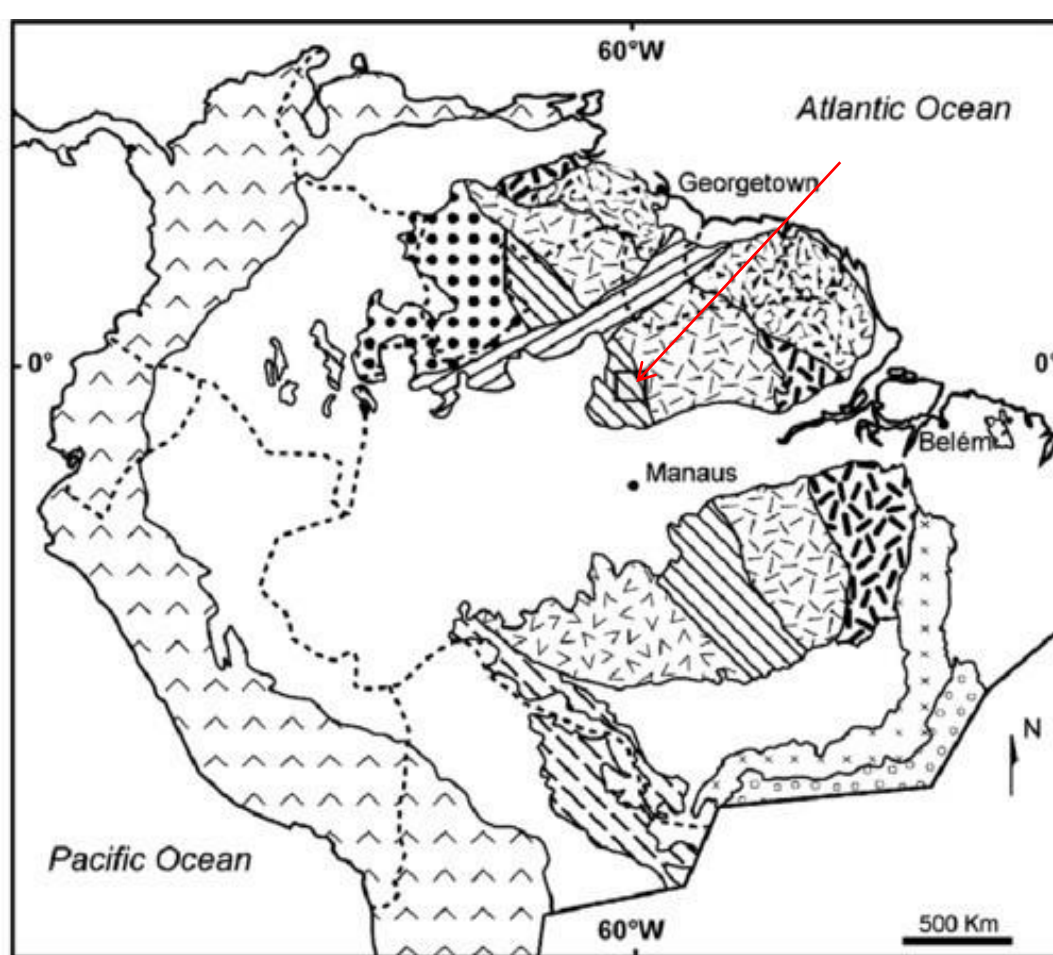 60°W
Atlantic Ocean
Georgetown
0°
0°
Belém
Manaus
N
Pacific Ocean
60°W
500 Km